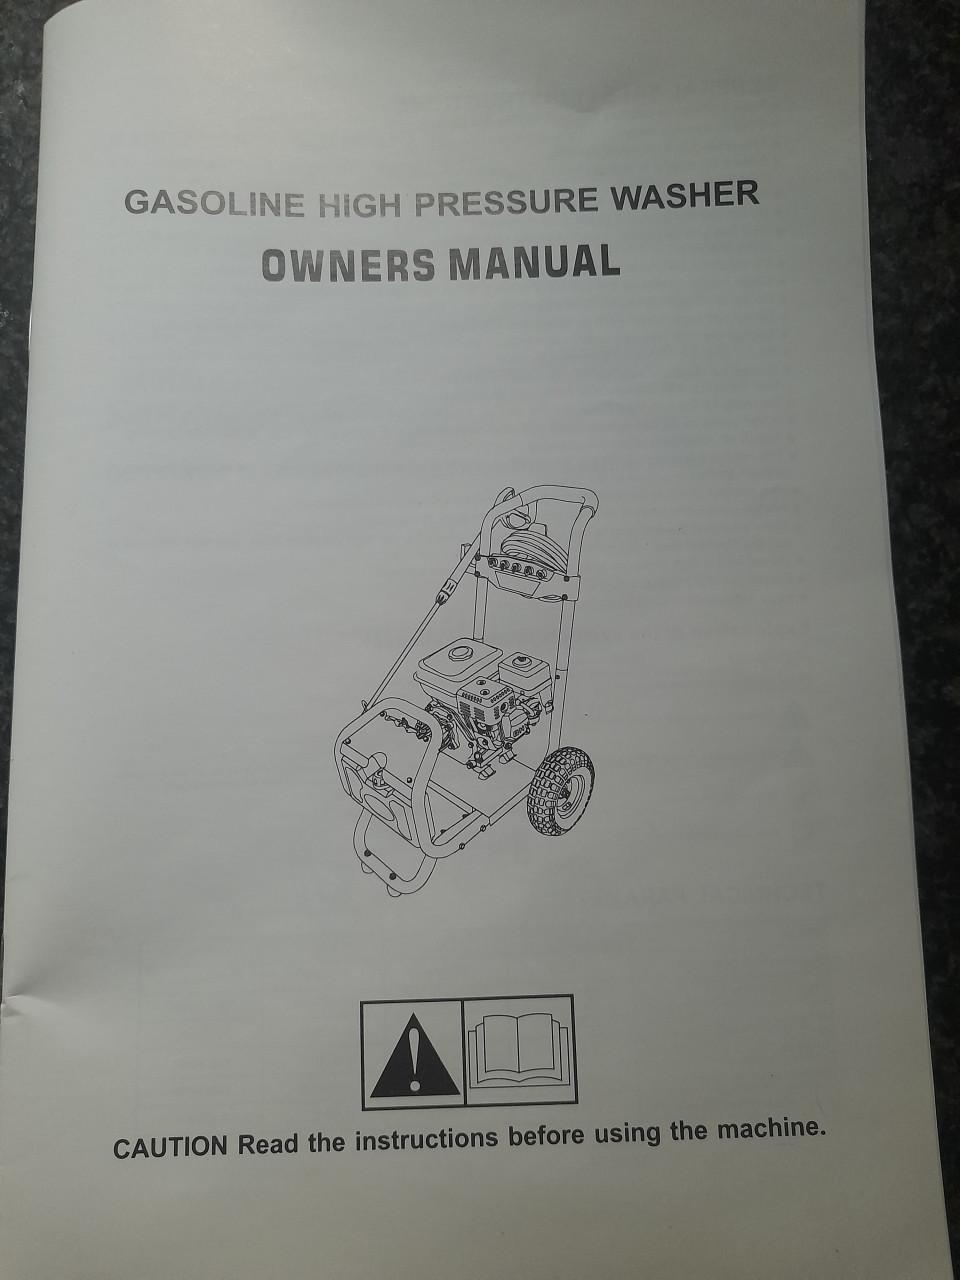 GASOLINE HIGH PRESSURE WASHER
OWNERS MANUAL
CAUTION Read the instructions before using the machine.